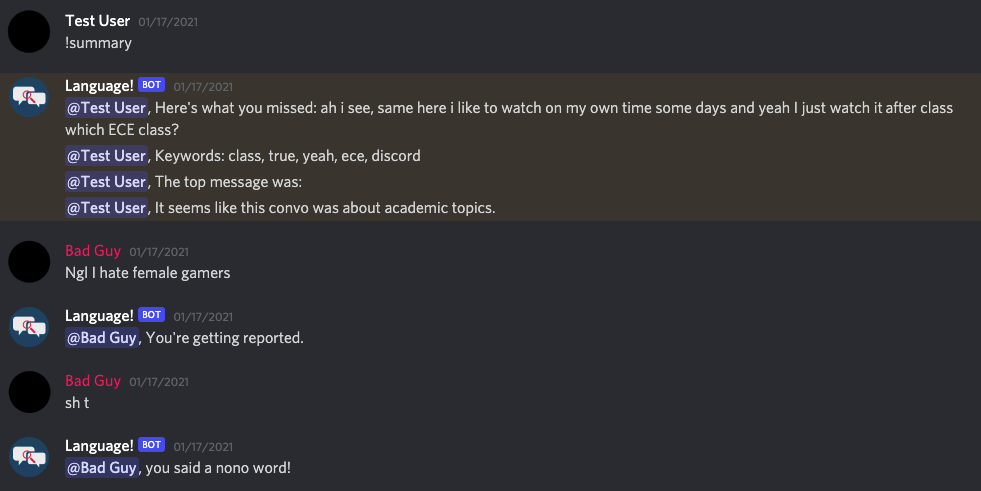 Test User 01/17/2021
!summary
Language! BOT 01/17/2021
@Test User, Here's what you missed: ah i see, same here i like to watch on my own time some days and yeah I just watch it after class
which ECE class?
@Test User, Keywords: class, true, yeah, ece, discord
@Test User, The top message was:
@Test User, It seems like this convo was about academic topics.
Bad Guy 01/17/2021
Ngl I hate female gamers
Language! BOT 01/17/2021
@Bad Guy, You're getting reported.
Bad Guy 01/17/2021
sh t
Language! BOT 01/17/2021
@Bad Guy, you said a nono word!